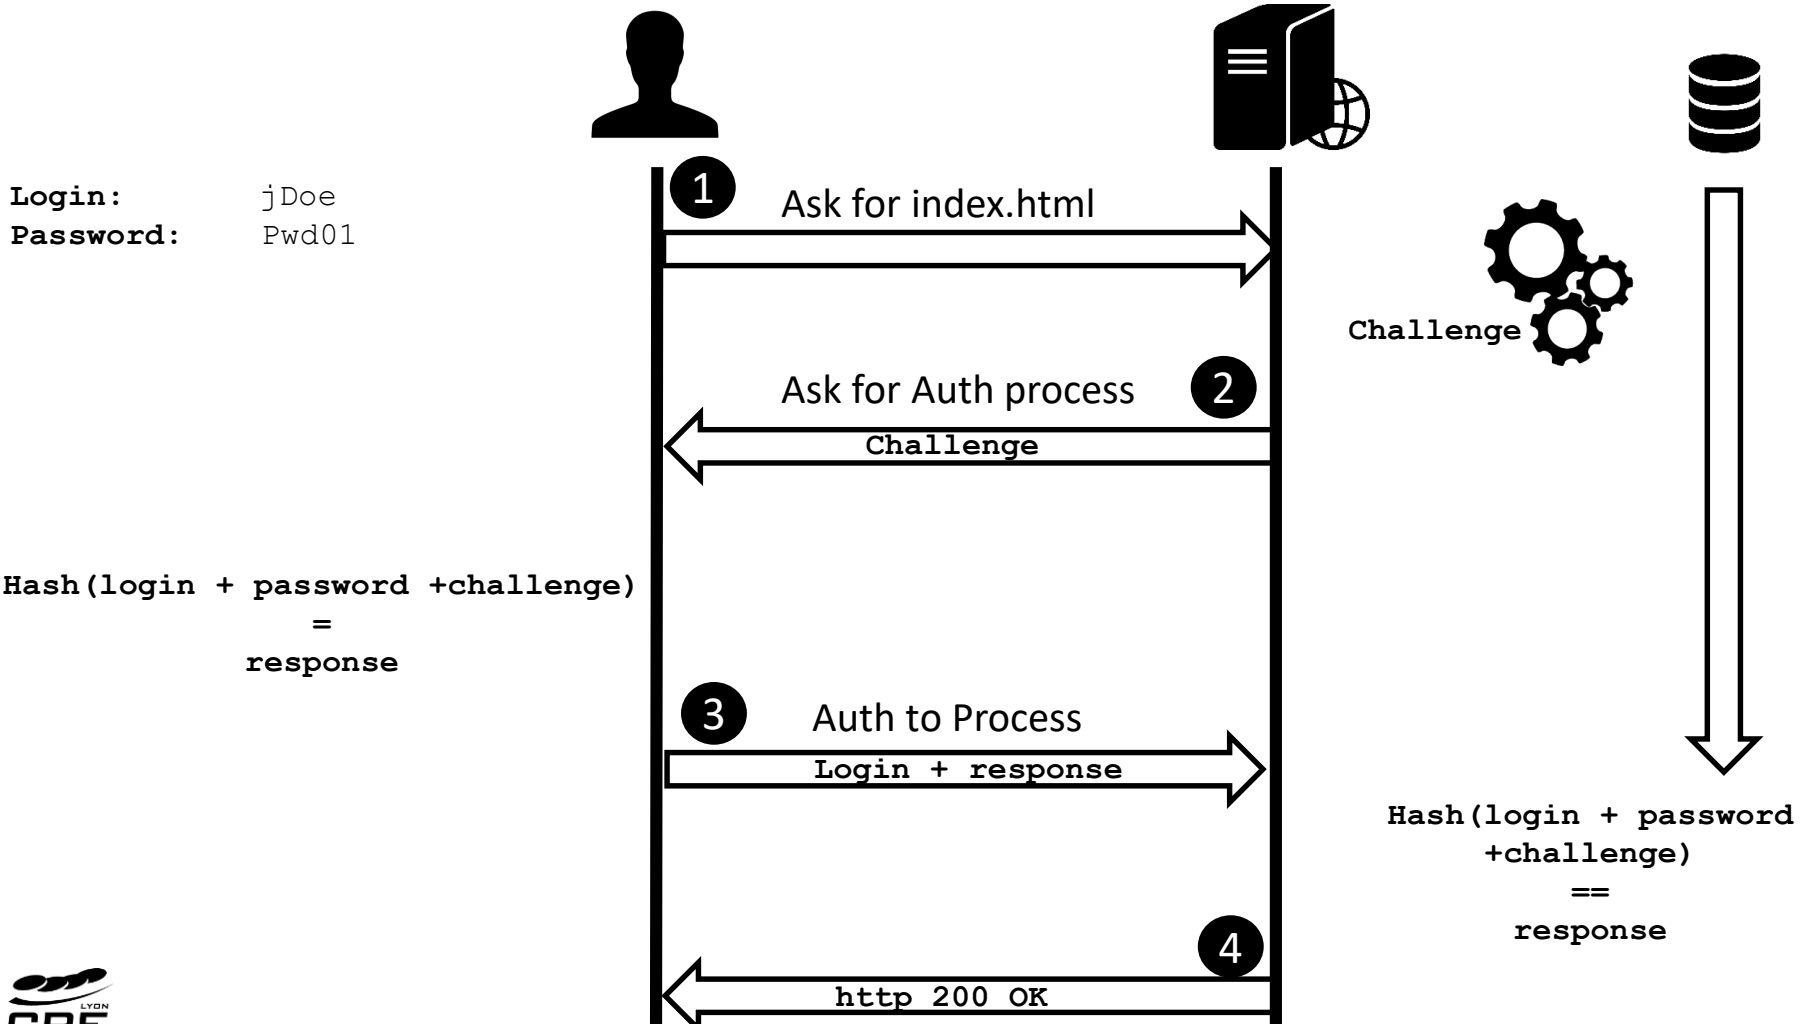 Login: jDoe
Password: Pwd01
1
Ask for index.html
Challenge
Ask for Auth process
2
Challenge
Hash(login + password +challenge)
=
response
3
Auth to Process
Login + response
Hash(login + password
+challenge)
==
response
4
http 200 OK
LYON
CPE